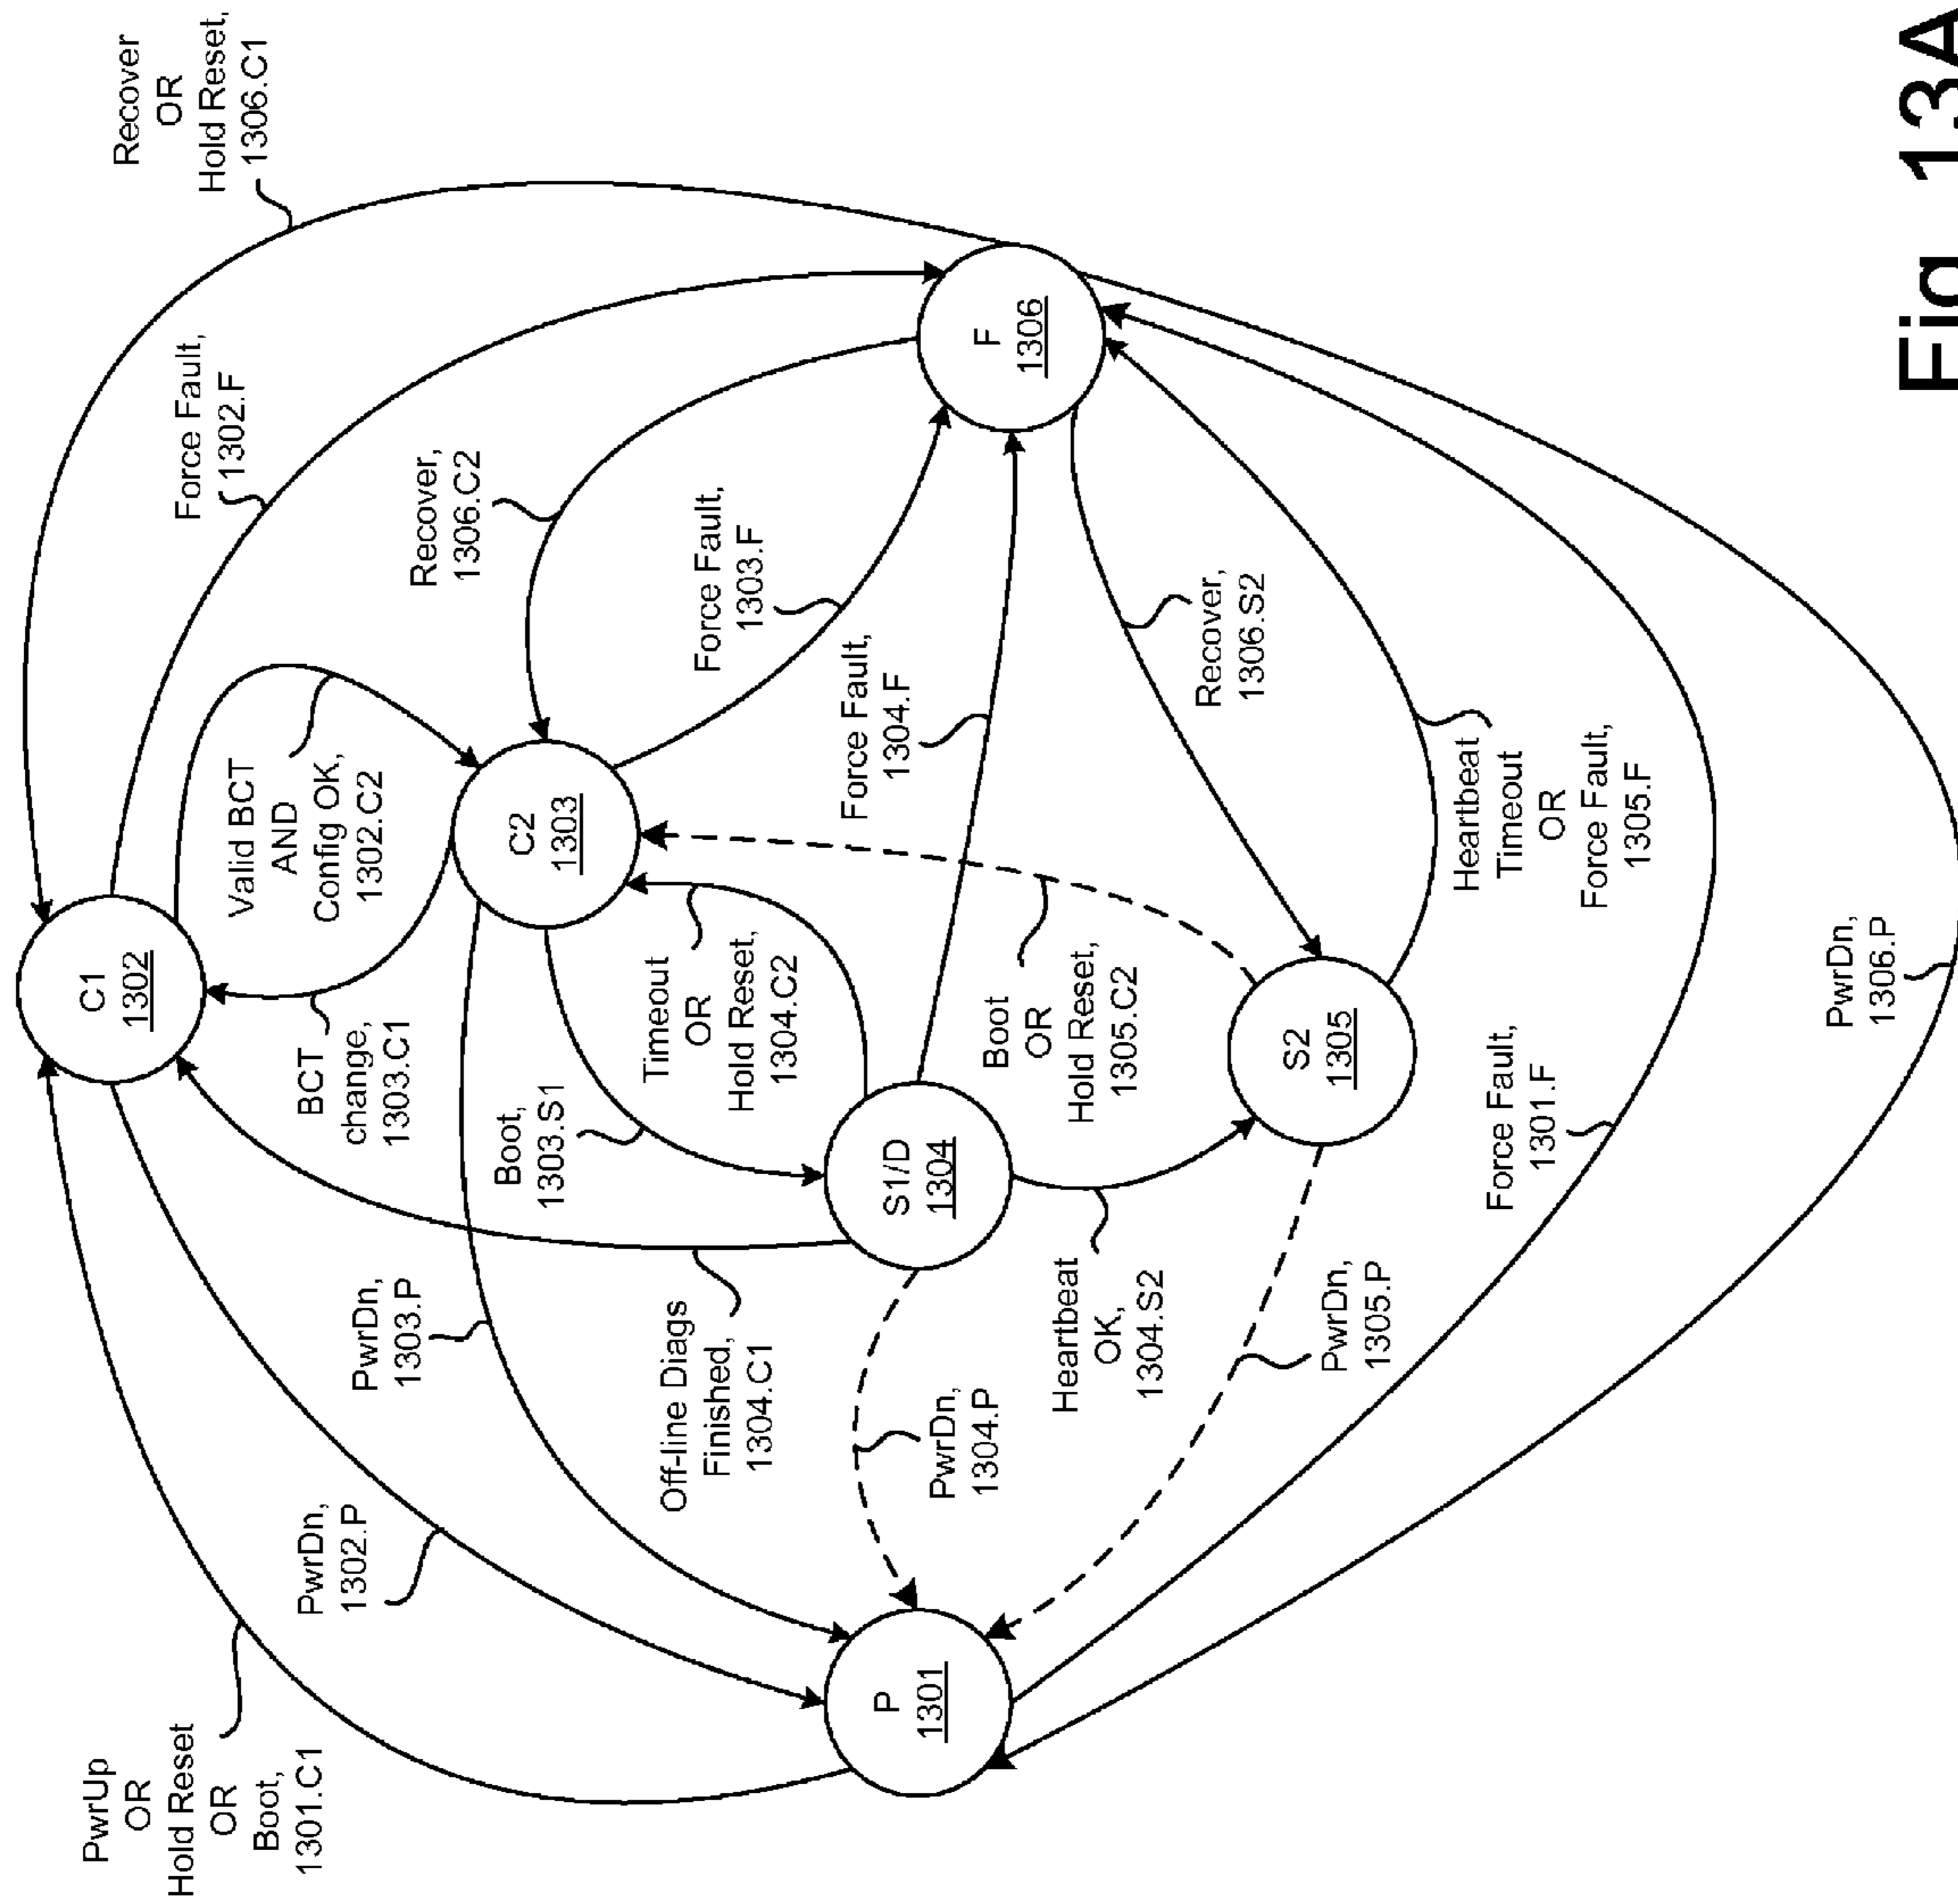 PwrUp
OR
Hold Reset
OR
Boot,
1301.C1
PwrDn,
1302.P
PwrDn,
1303.P
Off-line Diags
Finished,
1304.C1
C1
1302
BCT
change,
1303.C1
Valid BCT
AND
Config OK,
1302.C2
Force Fault,
1302.F
Recover
OR
Hold Reset,
1306.C1
Recover,
1306.C2
Boot,
1303.S1
C2
1303
Timeout
OR
Hold Reset,
1304.C2
Force Fault,
1303.F
Force Fault,
1304.F
P
1301
PwrDn,
1304.P
S1/D
1304
F
1306
Boot
OR
Hold Reset,
1305.C2
Heartbeat
OK,
1304.S2
Recover,
1306.S2
S2
1305
PwrDn,
1305.P
Heartbeat
Timeout
OR
Force Fault,
1305.F
Force Fault,
1301.F
PwrDn,
1306.P
Fig. 13A